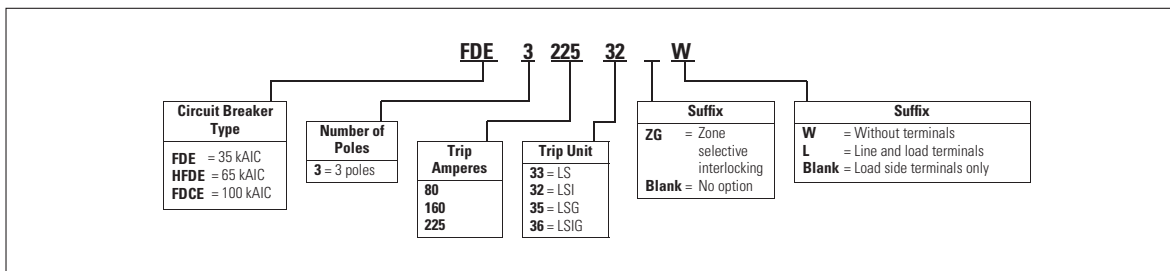 FDE 3 225 32 _ W
Circuit Breaker
Type
FDE = 35 kAIC
HFDE = 65 kAIC
FDCE = 100 kAIC
Number of
Poles
3 = 3 poles
Trip
Amperes
80
160
225
Trip Unit
33 = LS
32 = LSI
35 = LSG
36 = LSIG
Suffix
ZG = Zone
selective
interlocking
Blank = No option
Suffix
W = Without terminals
L = Line and load terminals
Blank = Load side terminals only